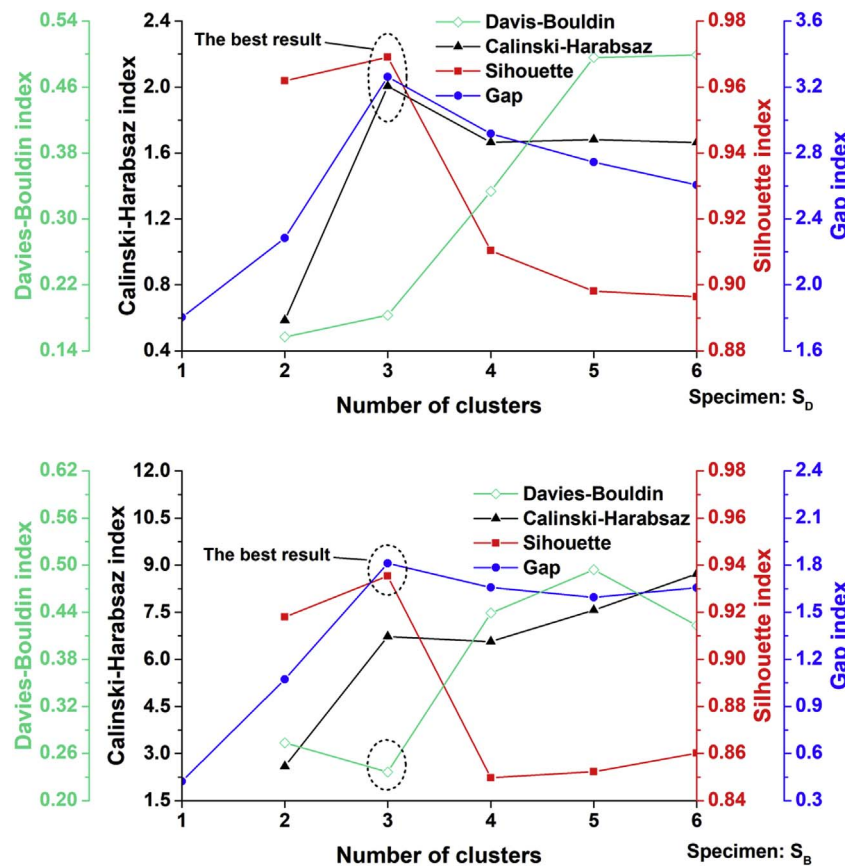 Davies-Bouldin index
0.54
0.46
0.38
0.30
0.22
0.14
Calinski-Harabsaz index
2.4
2.0
1.6
1.2
0.8
0.4
The best result
Davis-Bouldin
Calinski-Harabsaz
Sihouette
Gap
0.98
0.96
0.94
0.92
0.90
0.88
Silhouette index
3.6
3.2
2.8
2.4
2.0
1.6
Gap index
1 2 3 4 5 6
Number of clusters
Specimen: S_D
Davies-Bouldin index
0.62
0.56
0.50
0.44
0.38
0.32
0.26
0.20
Calinski-Harabsaz index
12.0
10.5
9.0
7.5
6.0
4.5
3.0
1.5
The best result
Davies-Bouldin
Calinski-Harabsaz
Sihouette
Gap
0.98
0.96
0.94
0.92
0.90
0.88
0.86
0.84
Silhouette index
2.4
2.1
1.8
1.5
1.2
0.9
0.6
0.3
Gap index
1 2 3 4 5 6
Number of clusters
Specimen: S_B